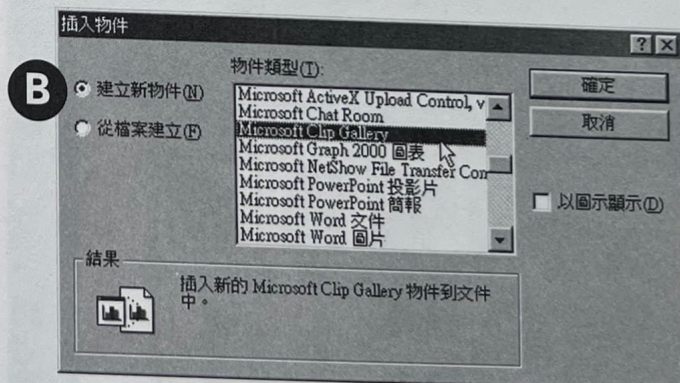 插入物件
B
建立新物件(N)
從檔案建立(F)
物件類型(T):
Microsoft ActiveX Upload Control, v
Microsoft Chat Room
Microsoft Clip Gallery
Microsoft Graph 2000 圖表
Microsoft NetShow File Transfer Con
Microsoft PowerPoint 投影片
Microsoft PowerPoint 簡報
Microsoft Word 文件
Microsoft Word 圖片
確定
取消
以圖示顯示(D)
結果
插入新的 Microsoft Clip Gallery 物件到文件
中。